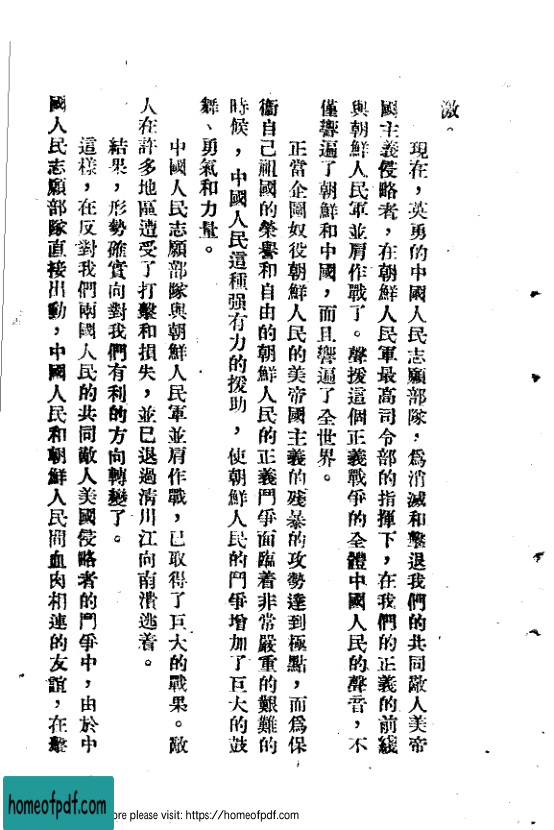 激。
現在，英勇的中國人民志願部隊，爲消滅和擊退我們的共同敵人美帝
國主義侵略者，在朝鮮人民軍最高司令部的指揮下，在我們的正義的前綫
與朝鮮人民軍並肩作戰了。聲援這個正義戰爭的全體中國人民的聲音，不
僅響遍了朝鮮和中國，而且響遍了全世界。
正當企圖奴役朝鮮人民的美帝國主義的殘暴的攻勢達到極點，而爲保
衞自己祖國的榮譽和自由的朝鮮人民的正義鬥爭面臨着非常嚴重的艱難的
時候，中國人民這種强有力的援助，使朝鮮人民的鬥爭增加了巨大的鼓
舞、勇氣和力量。
中國人民志願部隊與朝鮮人民軍並肩作戰，已取得了巨大的戰果。敵
人在許多地區遭受了打擊和損失，並已退過清川江向南潰逃着。
結果，形勢確實向對我們有利的方向轉變了。
這樣，在反對我們兩國人民的共同敵人美國侵略者的鬥爭中，由於中
國人民志願部隊直接出動，中國人民和朝鮮人民間血肉相連的友誼，在繫
homeofpdf.com
ore please visit: https://homeofpdf.com